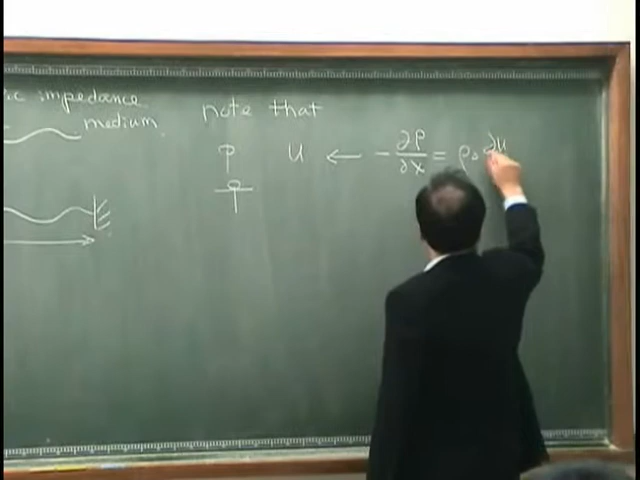 impedance
medium.
note that
p u ← - ∂p/∂x = ρ₀ ∂u